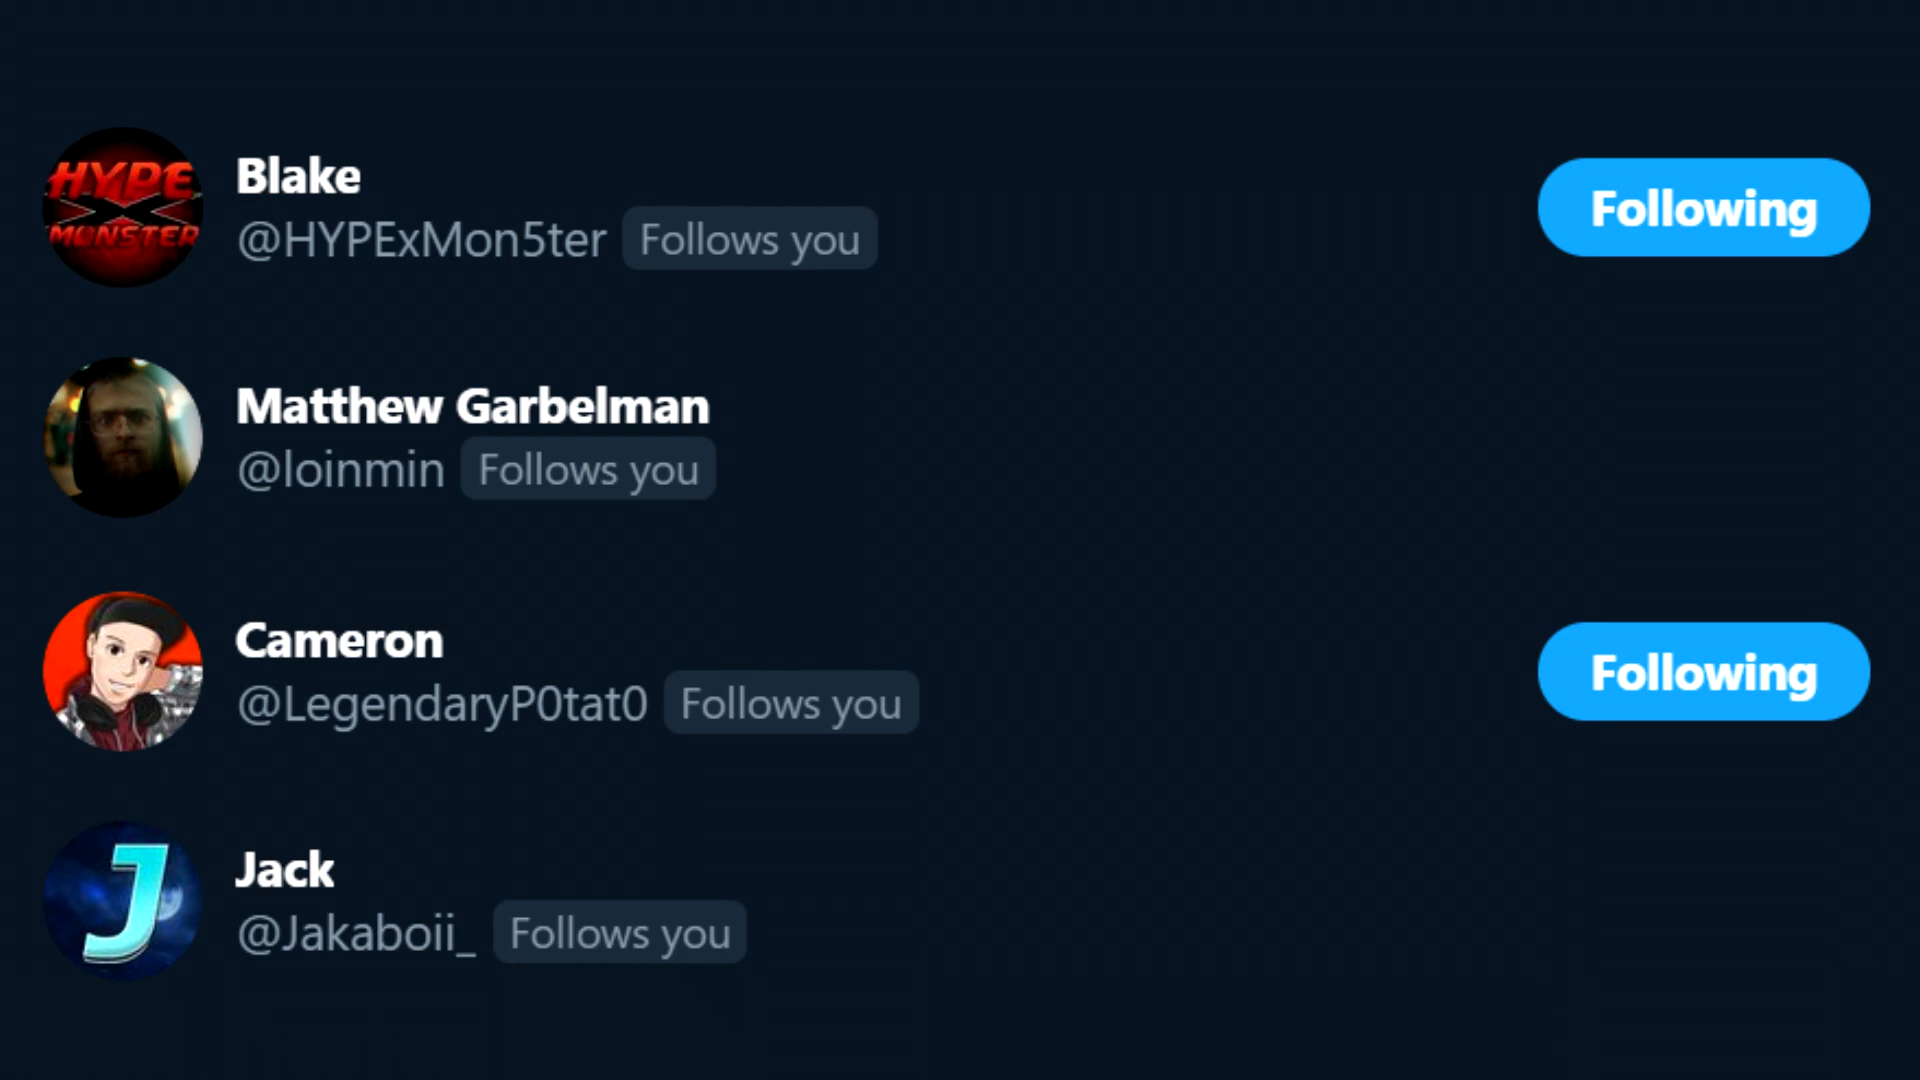 HYPE
X
MONSTER
Blake
@HYPExMon5ter Follows you
Following
Matthew Garbelman
@loinmin Follows you
Cameron
@LegendaryP0tat0 Follows you
Following
J
Jack
@Jakaboii_ Follows you